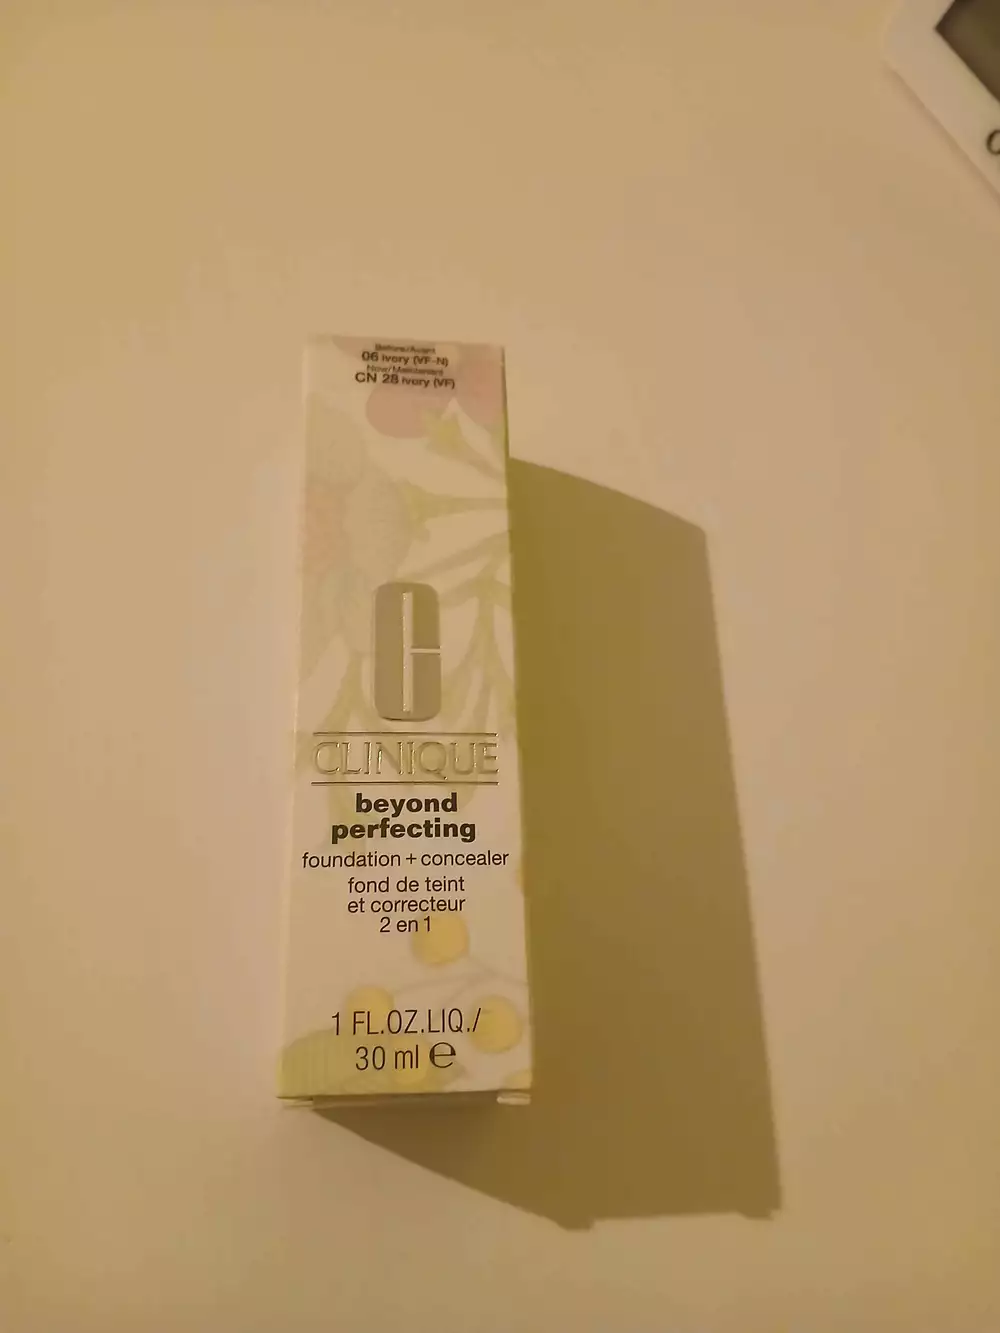 Before/Avant
06 ivory (VF-N)
Now/Maintenant
CN 28 ivory (VF)
CLINIQUE
beyond
perfecting
foundation + concealer
fond de teint
et correcteur
2 en 1
1 FL.OZ.LIQ./
30 ml ℮